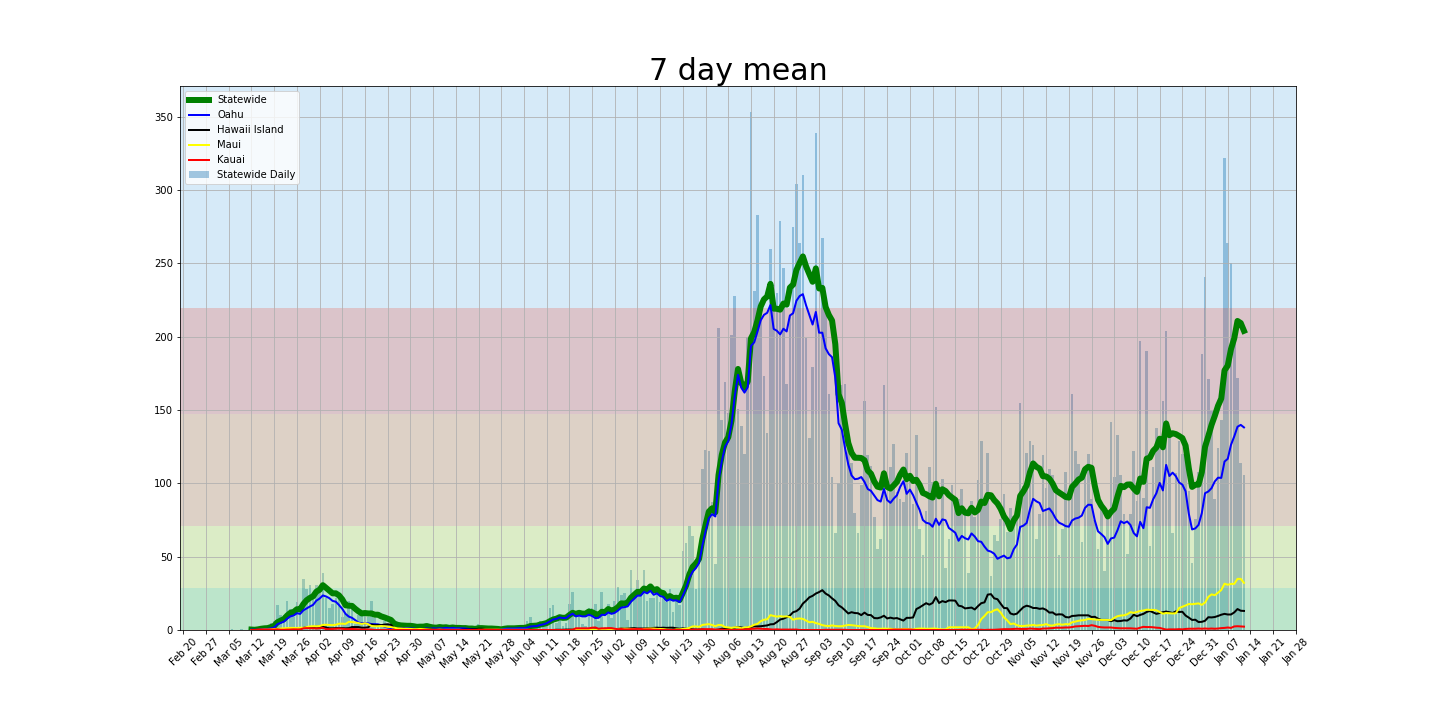 7 day mean
Statewide
Oahu
Hawaii Island
Maui
Kauai
Statewide Daily
350
300
250
200
150
100
50
0
Feb 20
Feb 27
Mar 05
Mar 12
Mar 19
Mar 26
Apr 02
Apr 09
Apr 16
Apr 23
Apr 30
May 07
May 14
May 21
May 28
Jun 04
Jun 11
Jun 18
Jun 25
Jul 02
Jul 09
Jul 16
Jul 23
Jul 30
Aug 06
Aug 13
Aug 20
Aug 27
Sep 03
Sep 10
Sep 17
Sep 24
Oct 01
Oct 08
Oct 15
Oct 22
Oct 29
Nov 05
Nov 12
Nov 19
Nov 26
Dec 03
Dec 10
Dec 17
Dec 24
Dec 31
Jan 07
Jan 14
Jan 21
Jan 28